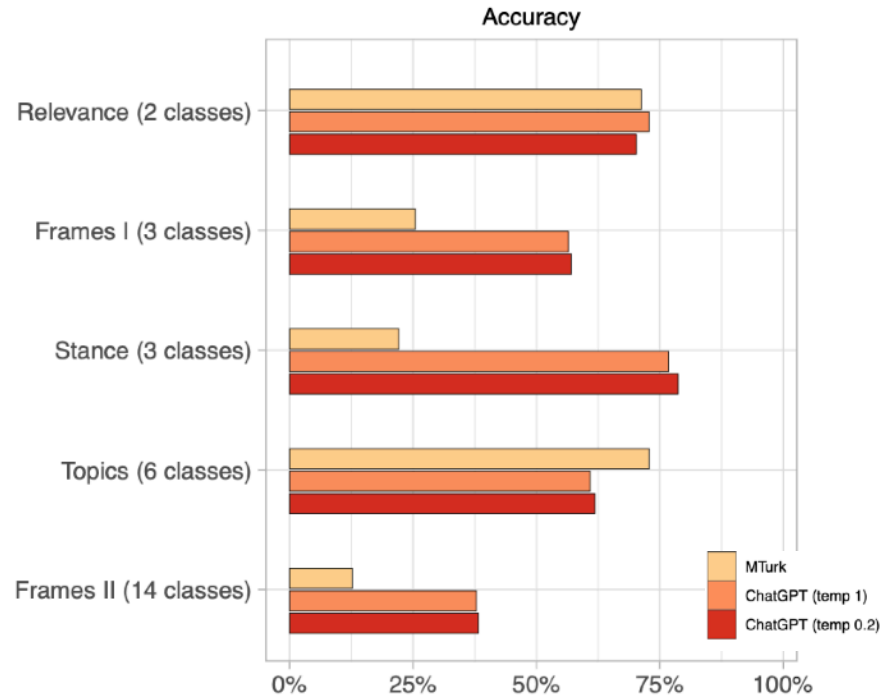 Accuracy
Relevance (2 classes)
Frames I (3 classes)
Stance (3 classes)
Topics (6 classes)
Frames II (14 classes)
MTurk
ChatGPT (temp 1)
ChatGPT (temp 0.2)
0% 25% 50% 75% 100%